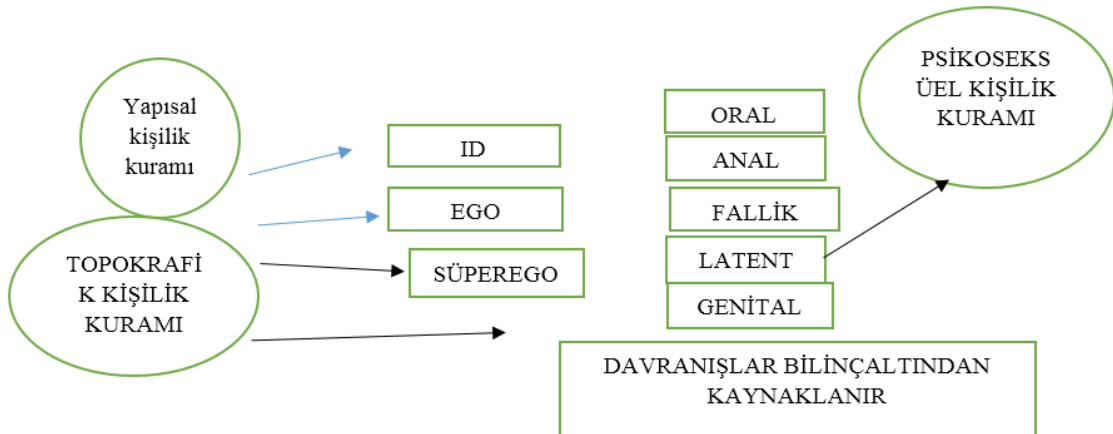 Yapısal
kişilik
kuramı
TOPOKRAFİ
K KİŞİLİK
KURAMI
ID
EGO
SÜPEREGO
ORAL
ANAL
FALLİK
LATENT
GENİTAL
PSİKOSEKS
ÜEL KİŞİLİK
KURAMI
DAVRANIŞLAR BİLİNÇALTINDAN
KAYNAKLANIR